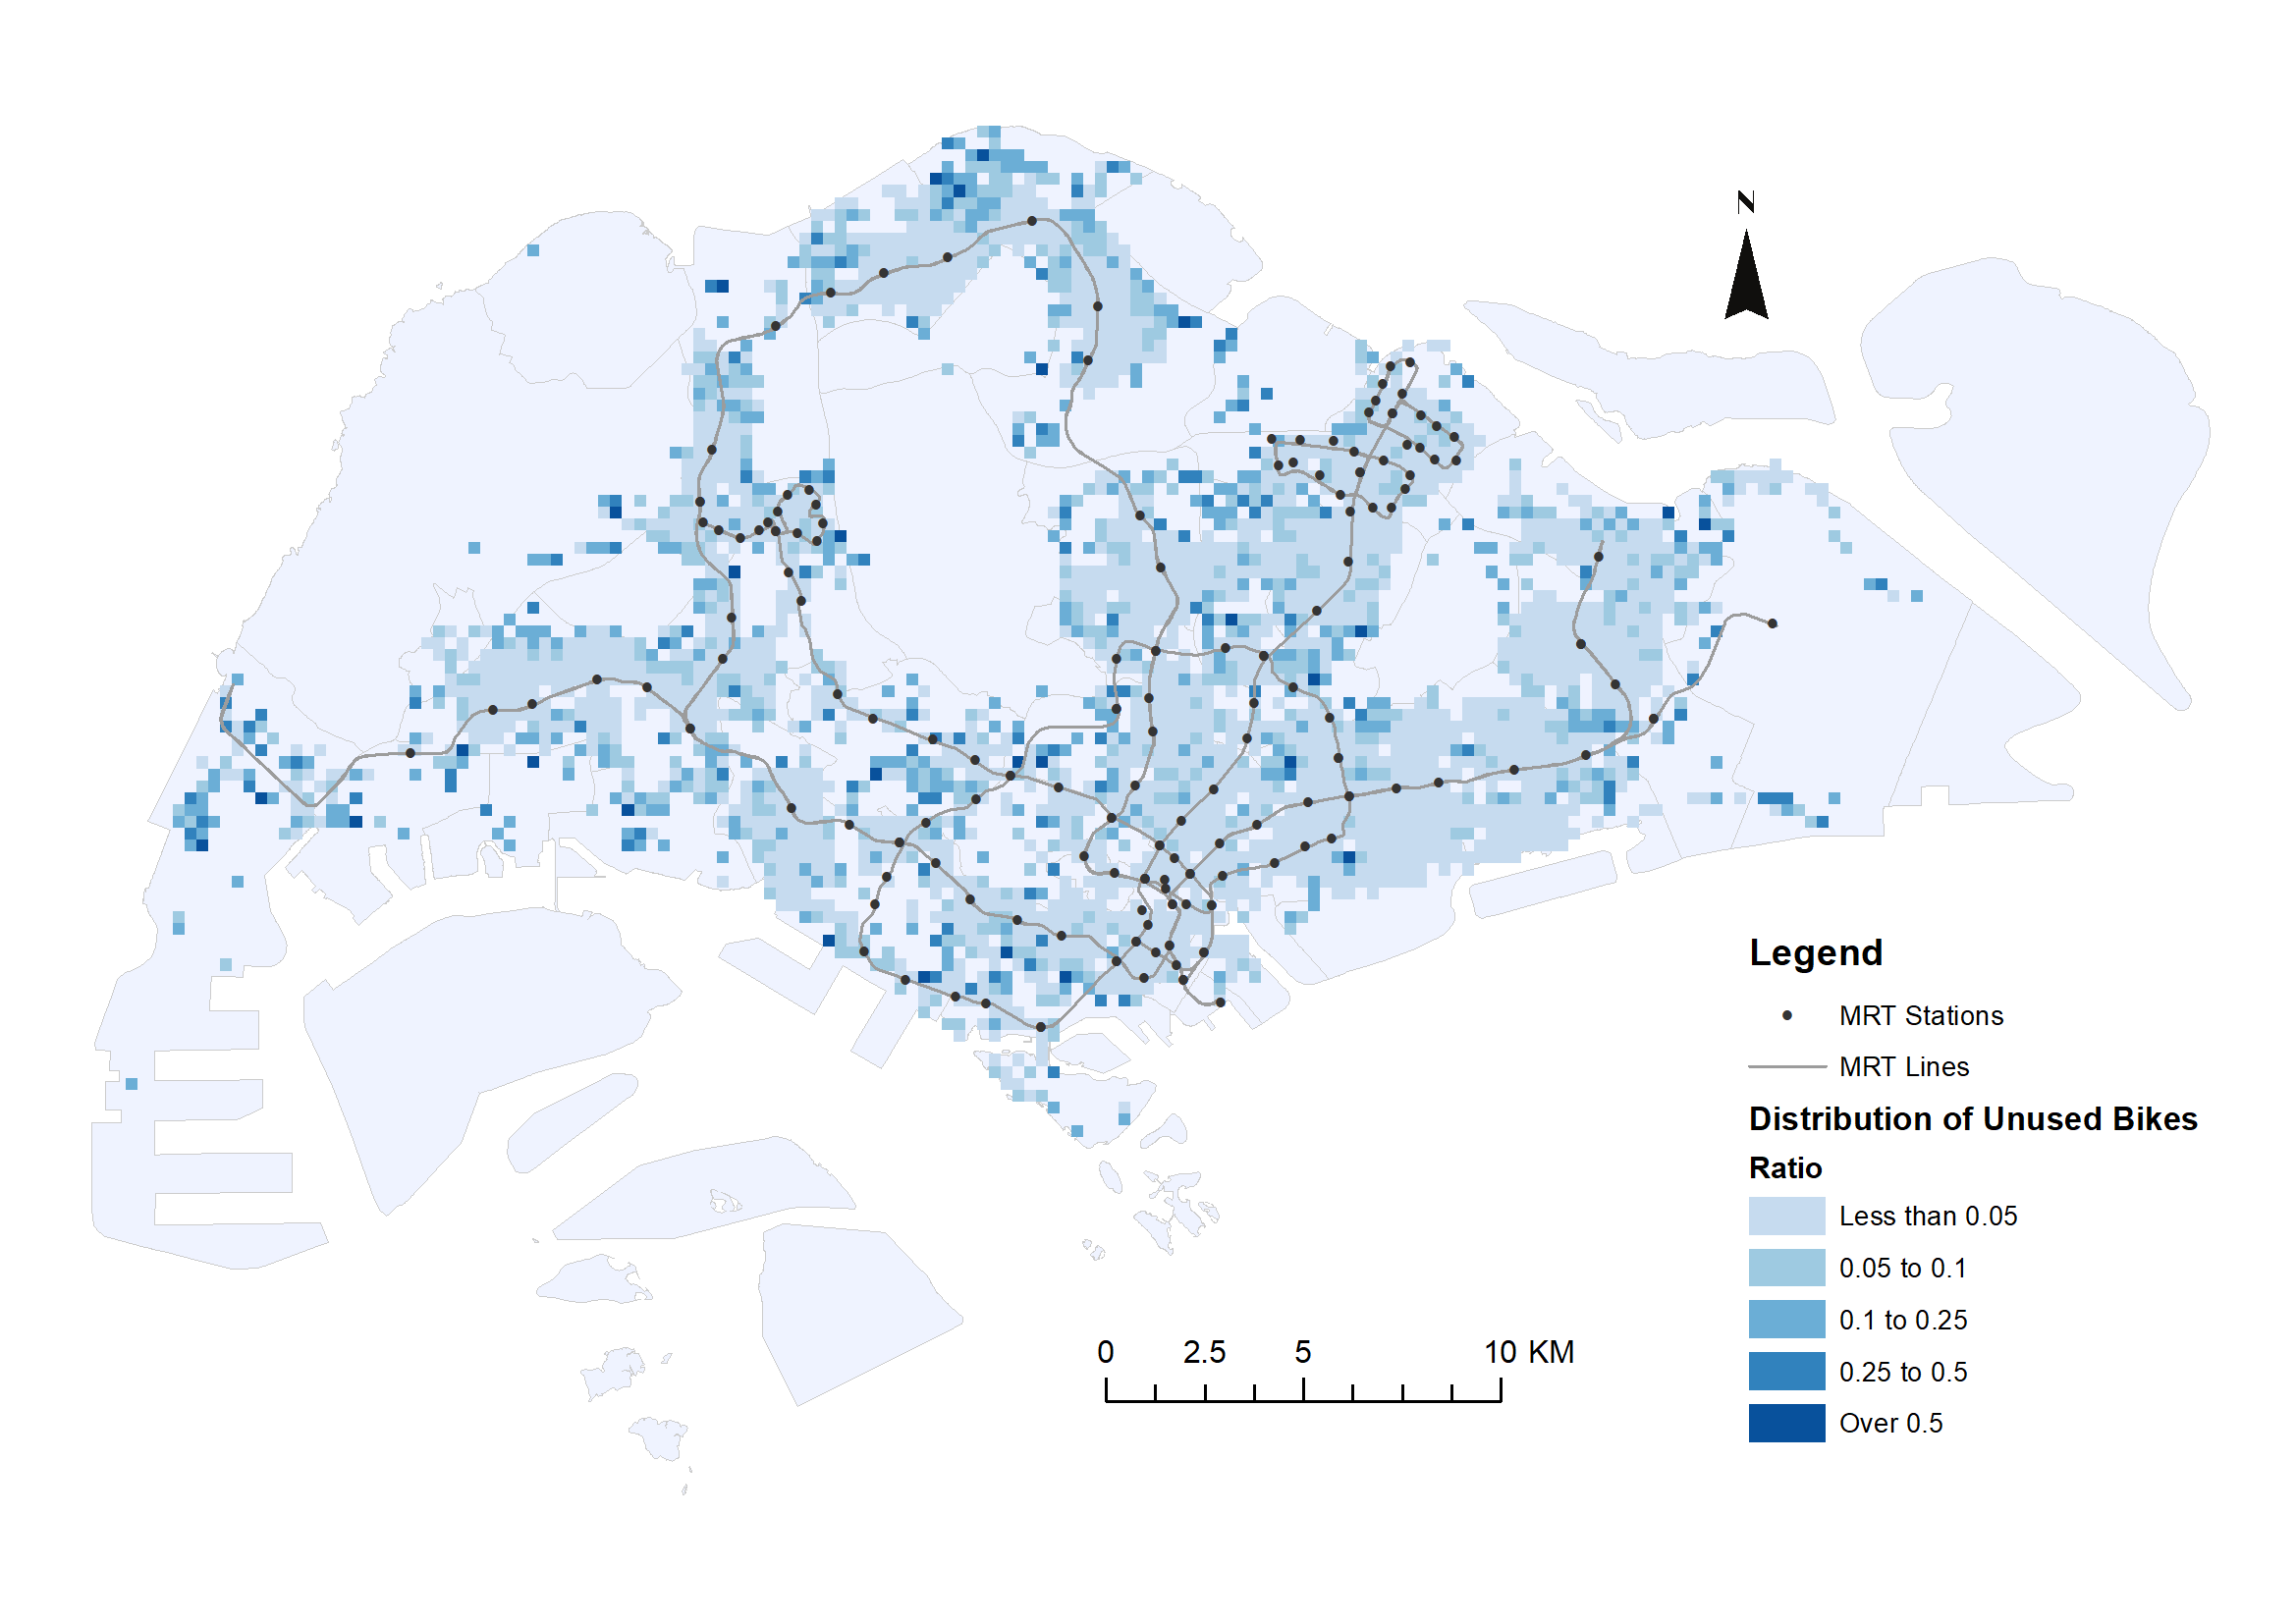 N
Legend
MRT Stations
MRT Lines
Distribution of Unused Bikes
Ratio
Less than 0.05
0.05 to 0.1
0.1 to 0.25
0.25 to 0.5
Over 0.5
0 2.5 5 10 KM